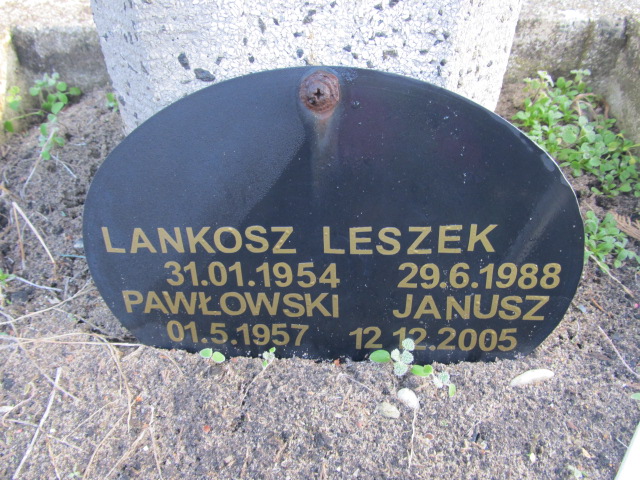 LANKOSZ LESZEK
31.01.1954 29.6.1988
PAWŁOWSKI JANUSZ
01.5.1957 12.12.2005